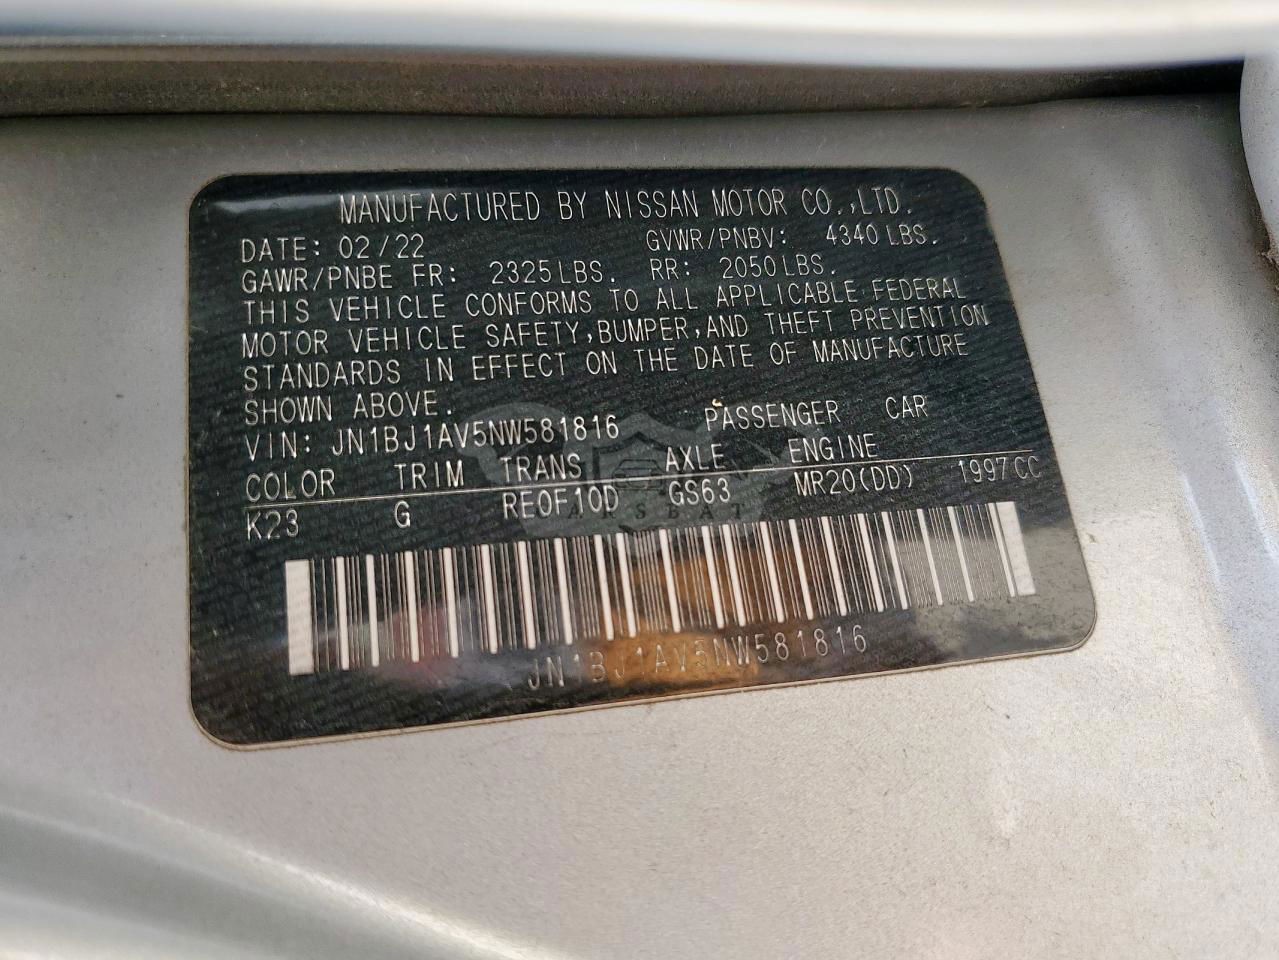 MANUFACTURED BY NISSAN MOTOR CO.,LTD.
DATE: 02/22 GVWR/PNBV: 4340 LBS.
GAWR/PNBE FR: 2325 LBS. RR: 2050 LBS.
THIS VEHICLE CONFORMS TO ALL APPLICABLE FEDERAL
MOTOR VEHICLE SAFETY,BUMPER,AND THEFT PREVENTION
STANDARDS IN EFFECT ON THE DATE OF MANUFACTURE
SHOWN ABOVE.
VIN: JN1BJ1AV5NW581816 PASSENGER CAR
COLOR TRIM TRANS AXLE ENGINE
K23 G RE0F10D GS63 MR20(DD) 1997 CC
CARSBAT
JN1BJ1AV5NW581816